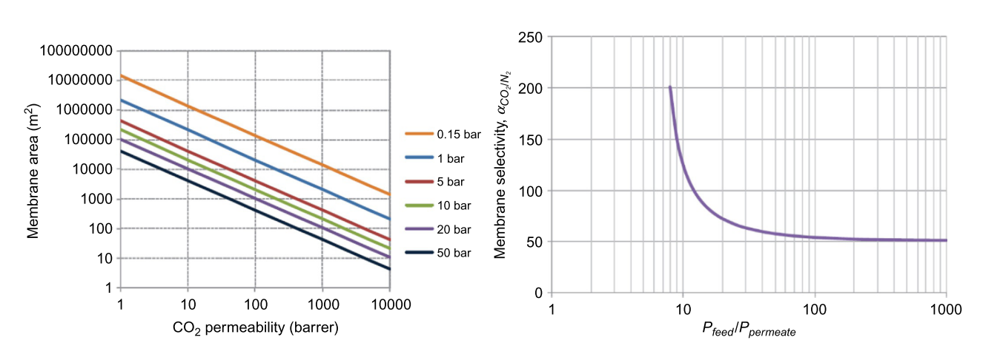 Membrane area (m²)
100000000
10000000
1000000
100000
10000
1000
100
10
1
1 10 100 1000 10000
CO₂ permeability (barrer)
0.15 bar
1 bar
5 bar
10 bar
20 bar
50 bar
Membrane selectivity, αCO₂/N₂
250
200
150
100
50
0
1 10 100 1000
Pfeed/Ppermeate